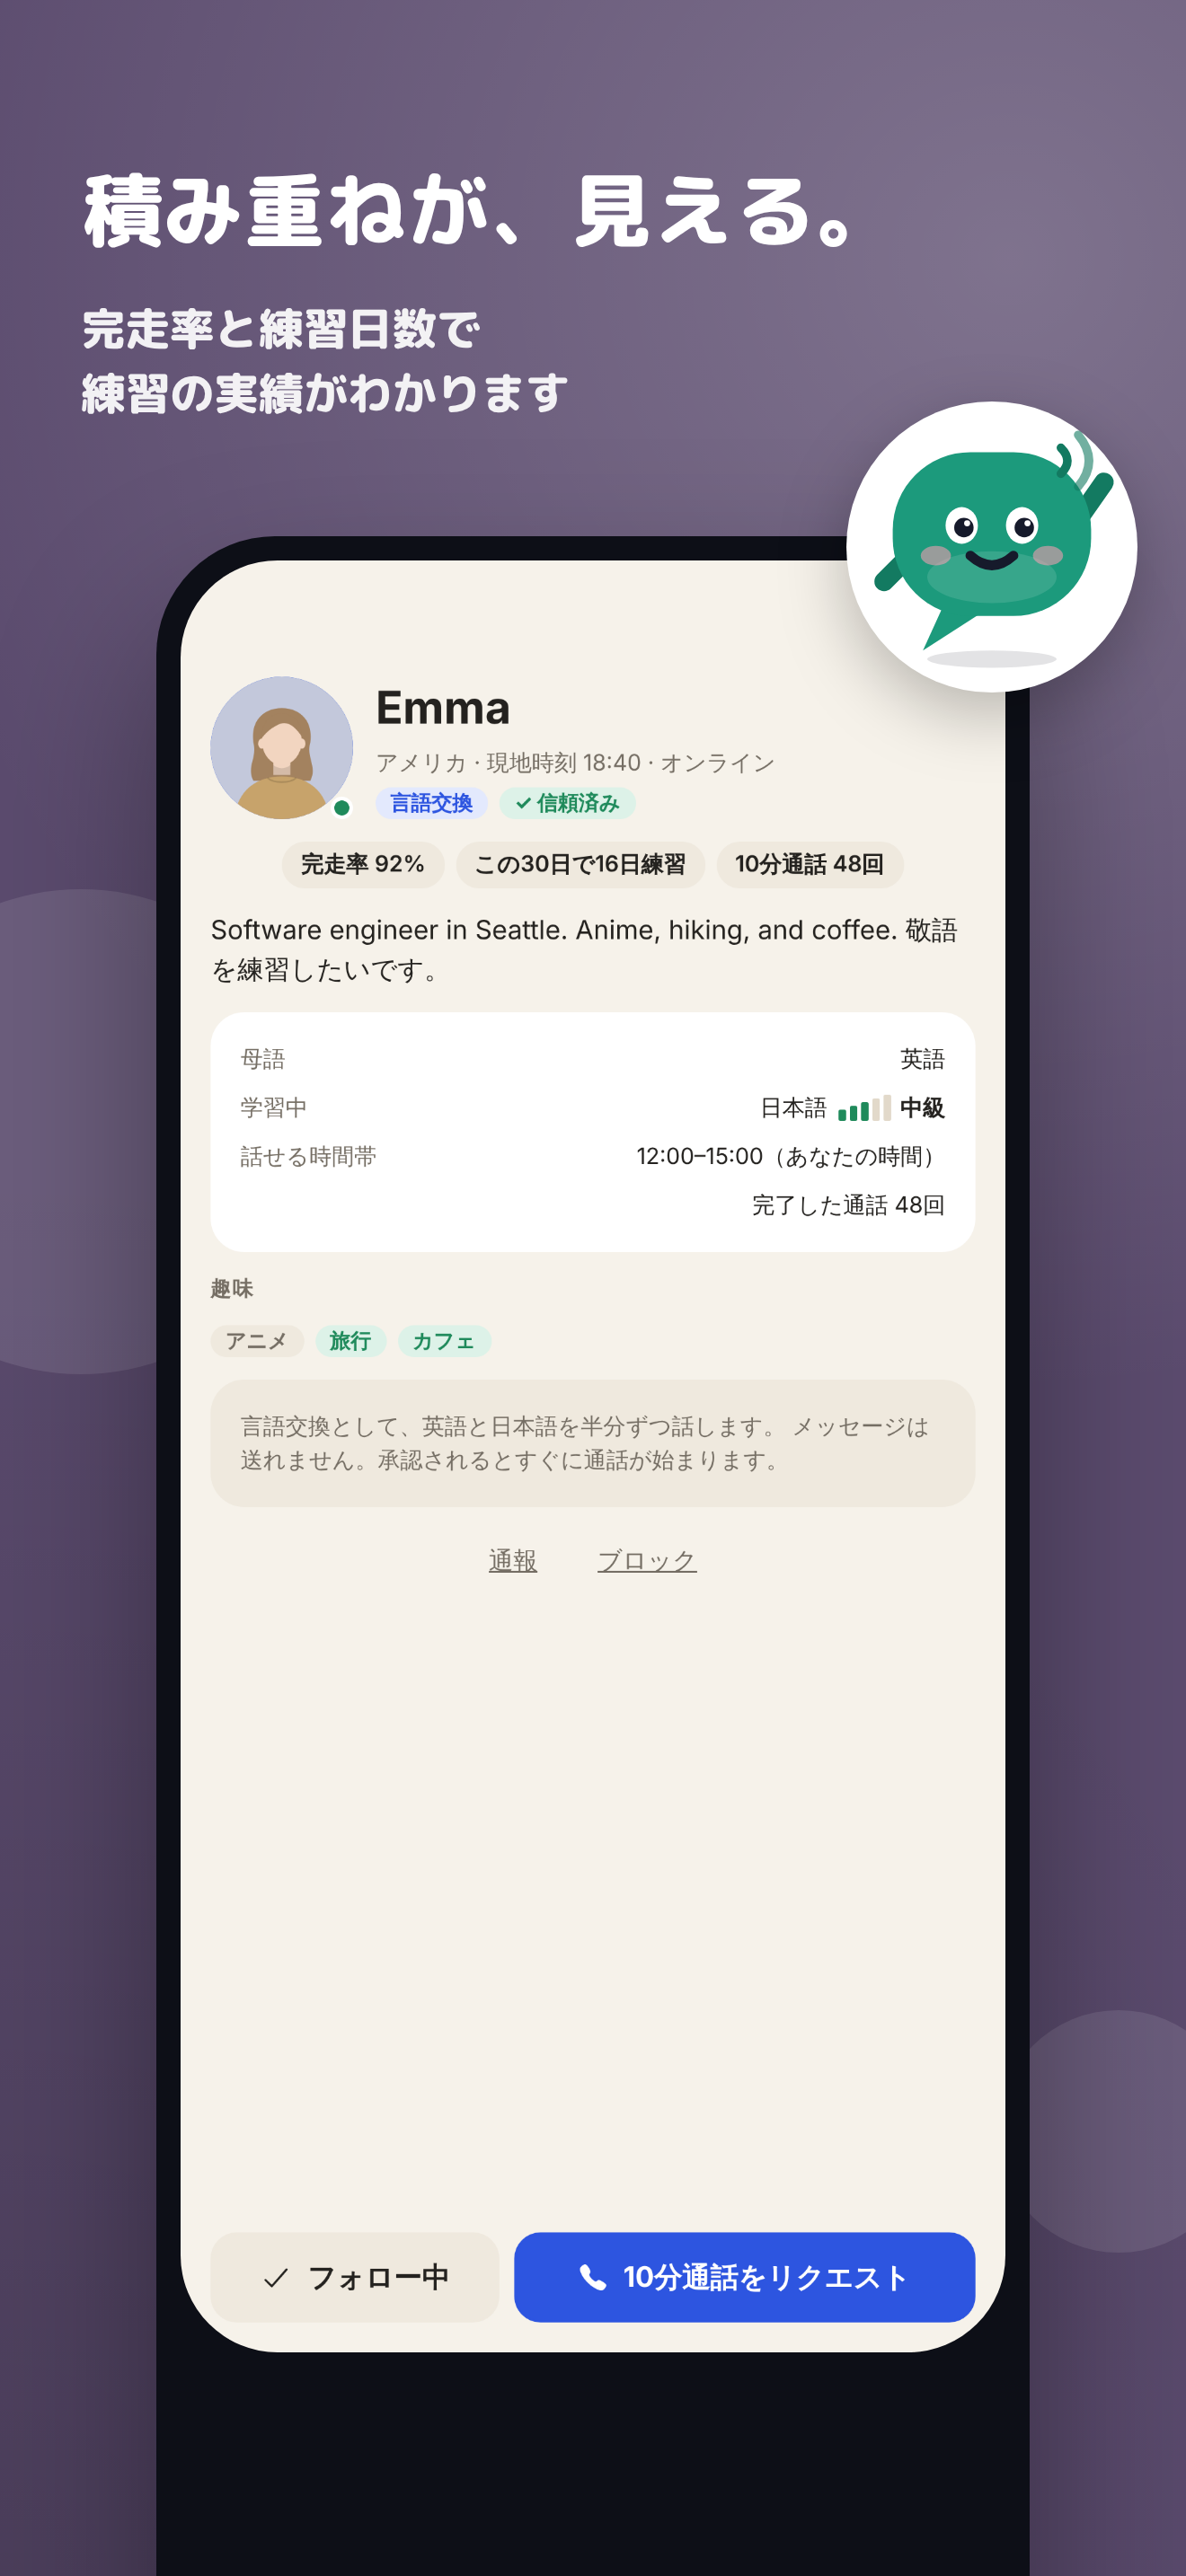 積み重ねが、見える。
完走率と練習日数で
練習の実績がわかります
Emma
アメリカ · 現地時刻 18:40 · オンライン
言語交換 ✓ 信頼済み
完走率 92% この30日で16日練習 10分通話 48回
Software engineer in Seattle. Anime, hiking, and coffee. 敬語
を練習したいです。
母語 英語
学習中 日本語 中級
話せる時間帯 12:00–15:00（あなたの時間）
完了した通話 48回
趣味
アニメ 旅行 カフェ
言語交換として、英語と日本語を半分ずつ話します。 メッセージは
送れません。承認されるとすぐに通話が始まります。
通報 ブロック
✓ フォロー中 10分通話をリクエスト